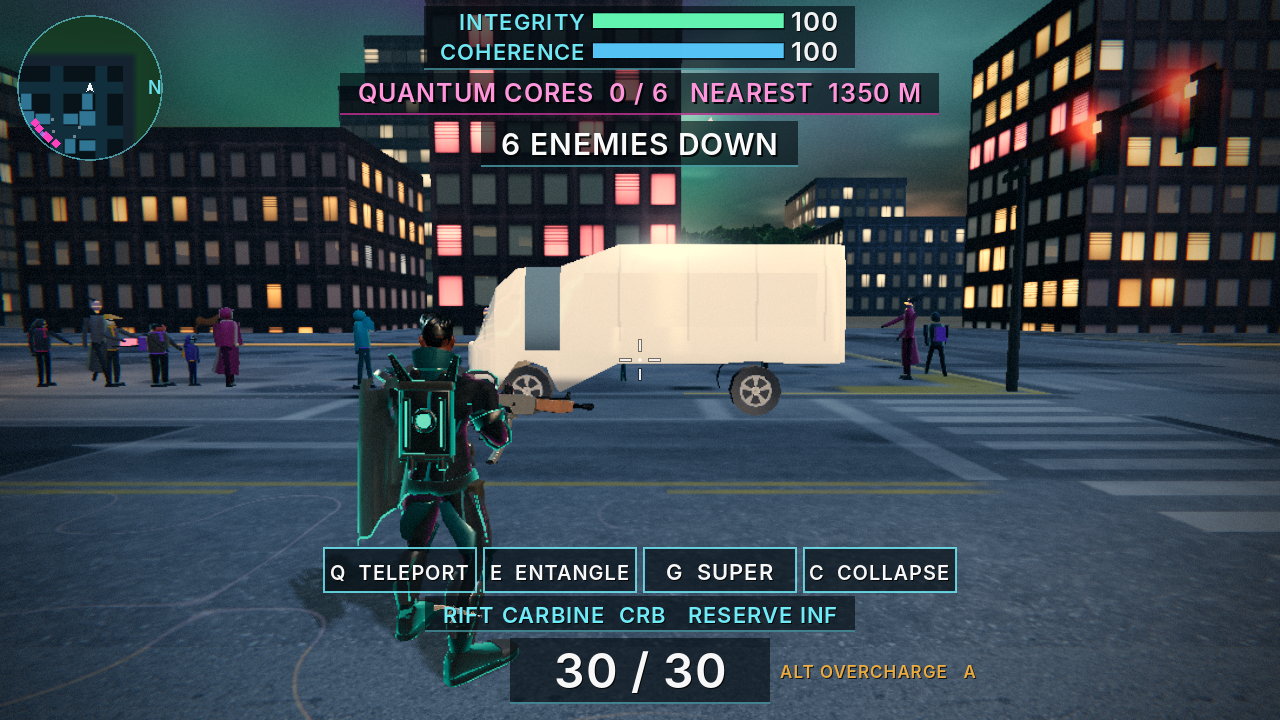 INTEGRITY 100
COHERENCE 100
N
QUANTUM CORES 0 / 6 NEAREST 1350 M
6 ENEMIES DOWN
Q TELEPORT E ENTANGLE G SUPER C COLLAPSE
RIFT CARBINE CRB RESERVE INF
30 / 30
ALT OVERCHARGE A